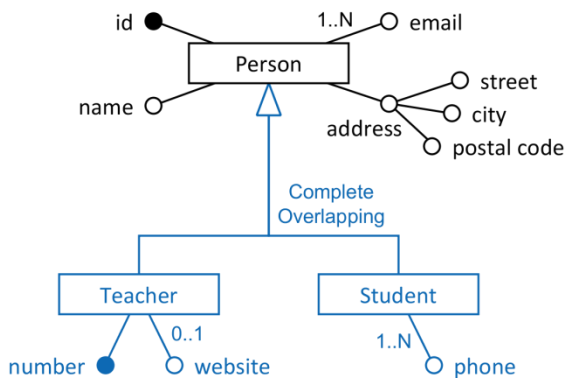 id
1..N
email
Person
name
address
street
city
postal code
Complete
Overlapping
Teacher
Student
0..1
1..N
number
website
phone